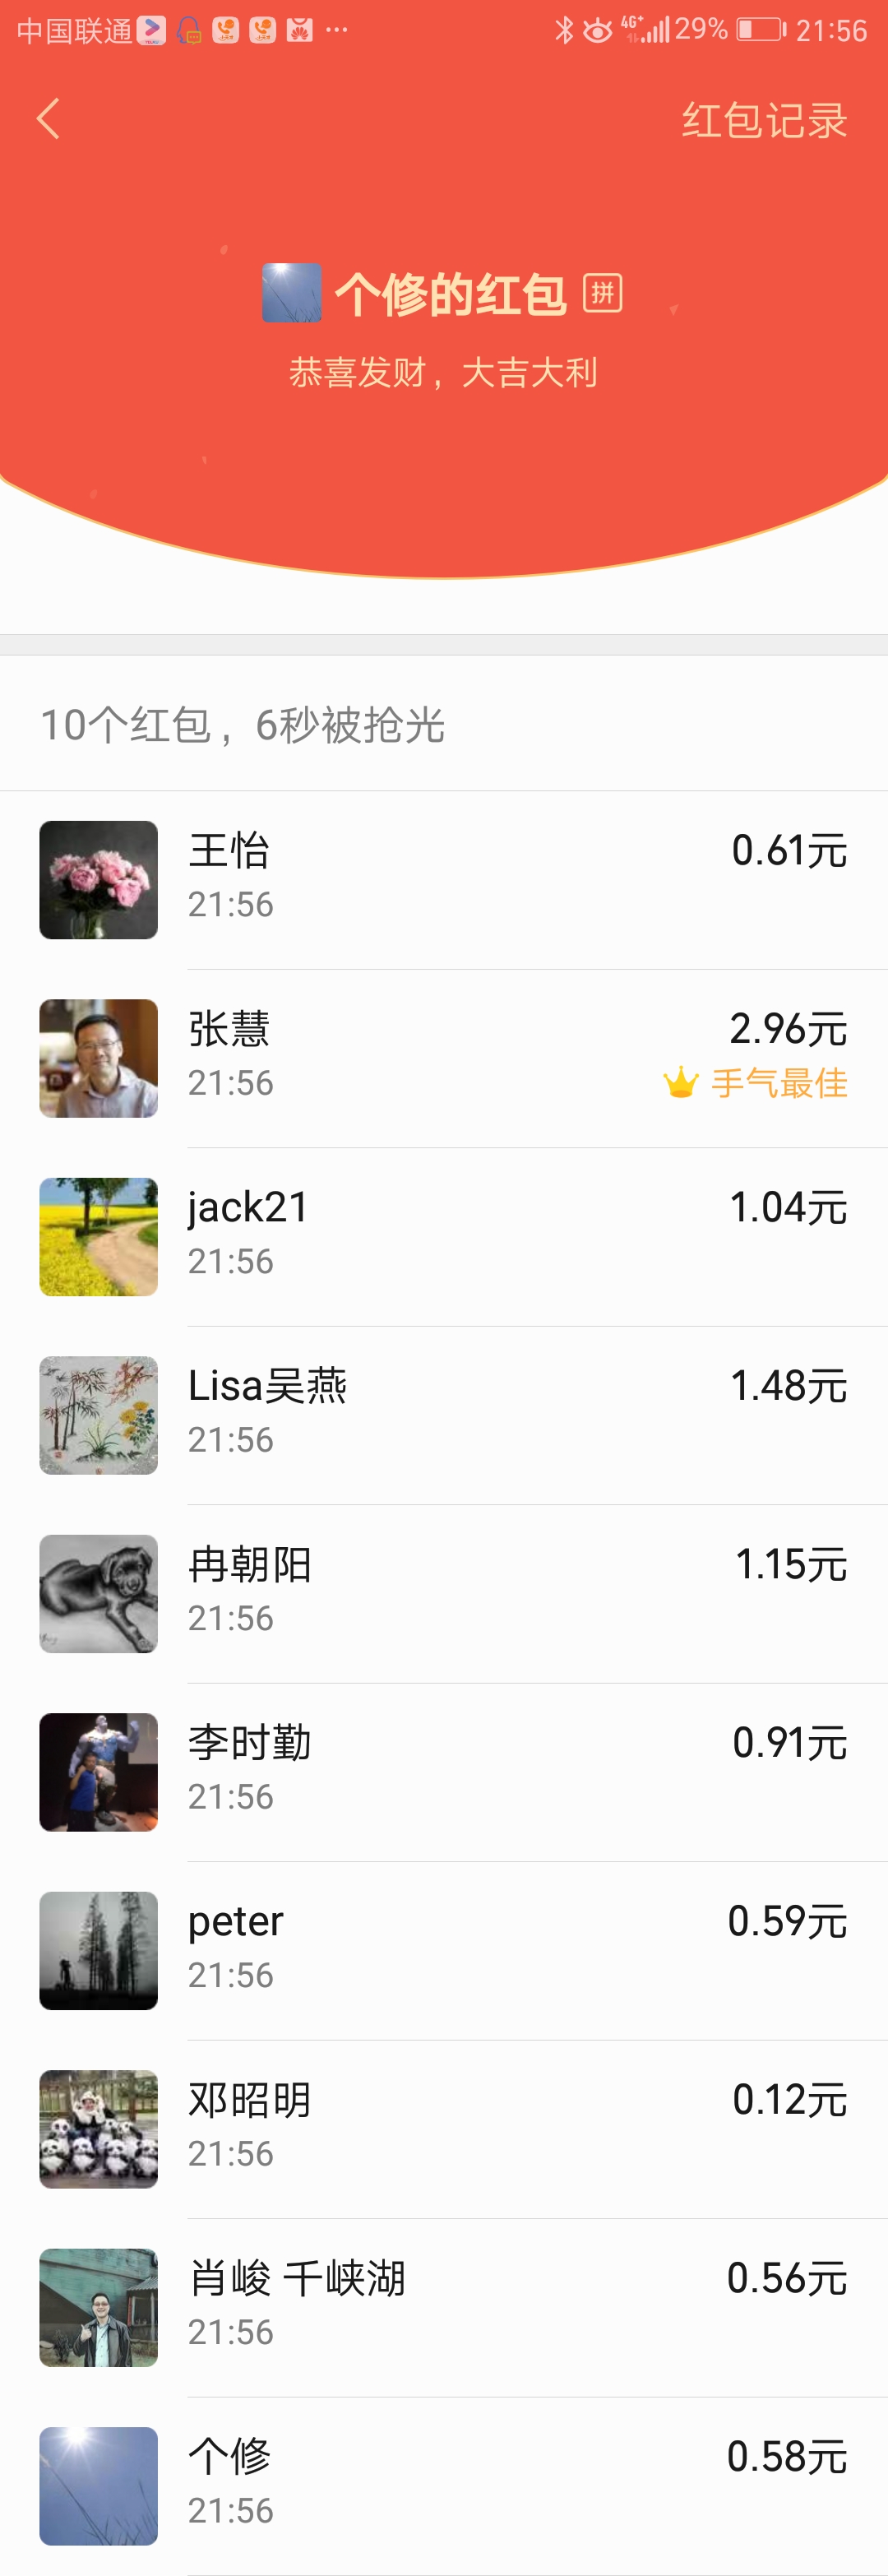 中国联通 4G+ 29% 21:56
红包记录
个修的红包 拼
恭喜发财，大吉大利
10个红包，6秒被抢光
王怡 0.61元
21:56
张慧 2.96元
21:56 手气最佳
jack21 1.04元
21:56
Lisa吴燕 1.48元
21:56
冉朝阳 1.15元
21:56
李时勤 0.91元
21:56
peter 0.59元
21:56
邓昭明 0.12元
21:56
肖峻 千峡湖 0.56元
21:56
个修 0.58元
21:56